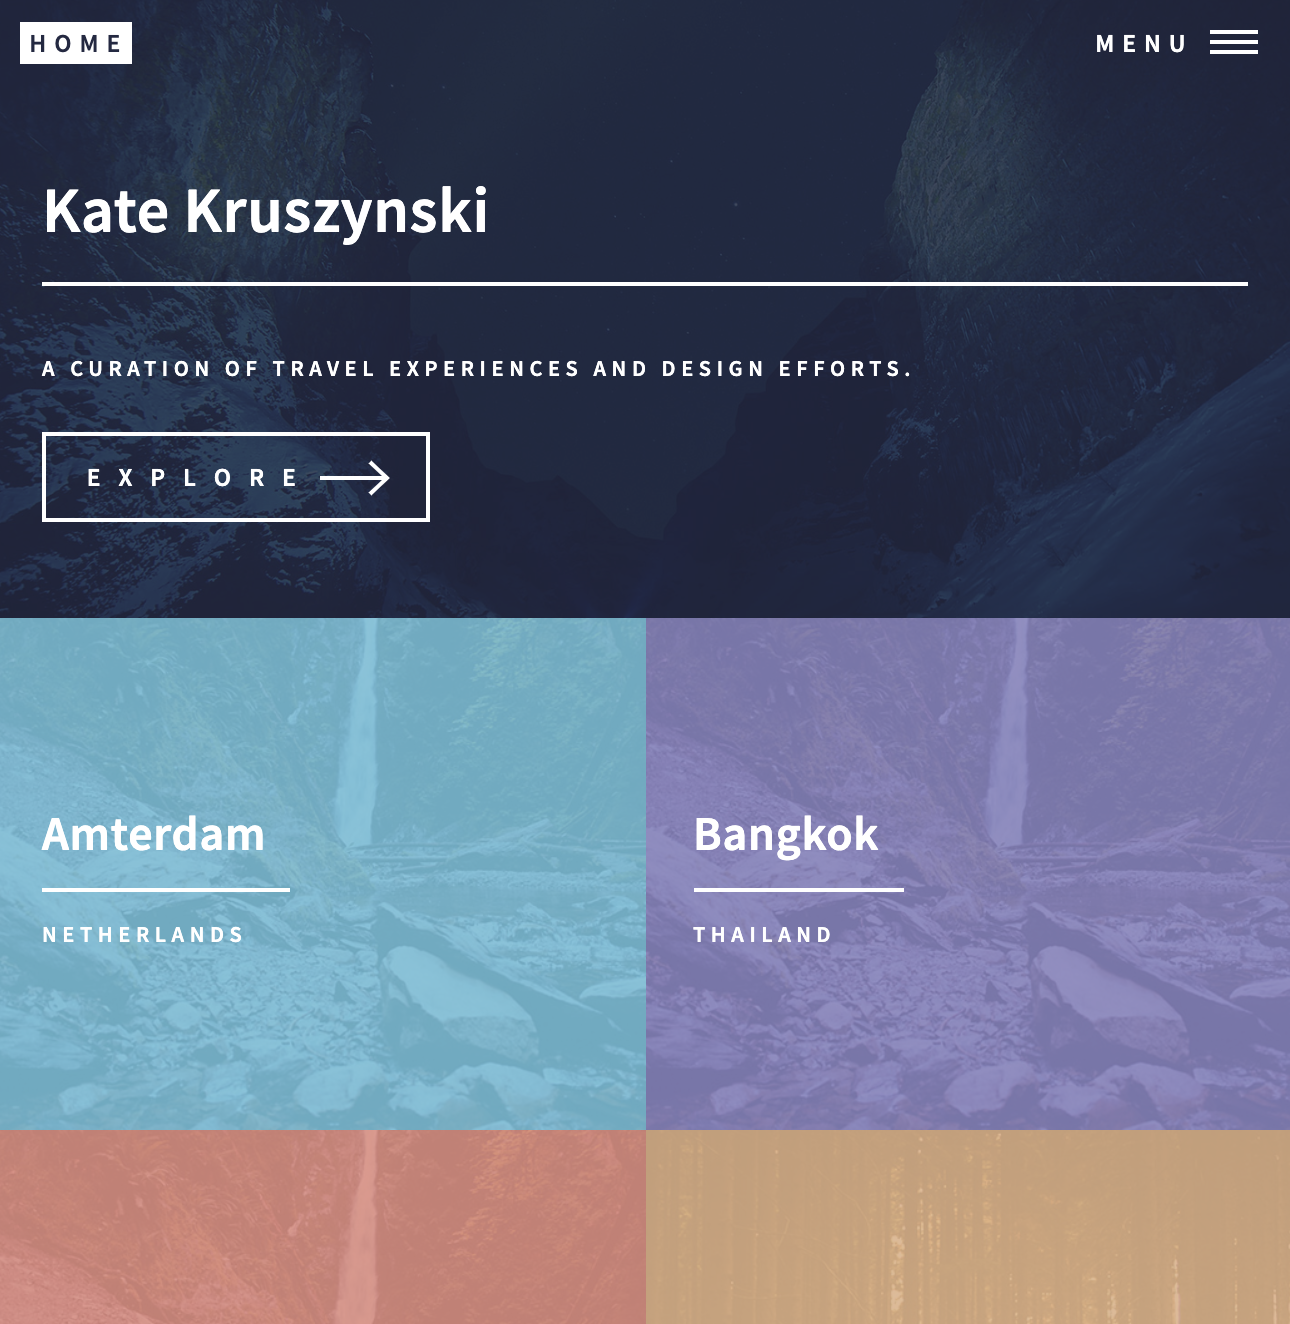 HOME
MENU
Kate Kruszynski
A CURATION OF TRAVEL EXPERIENCES AND DESIGN EFFORTS.
EXPLORE
Amterdam
NETHERLANDS
Bangkok
THAILAND